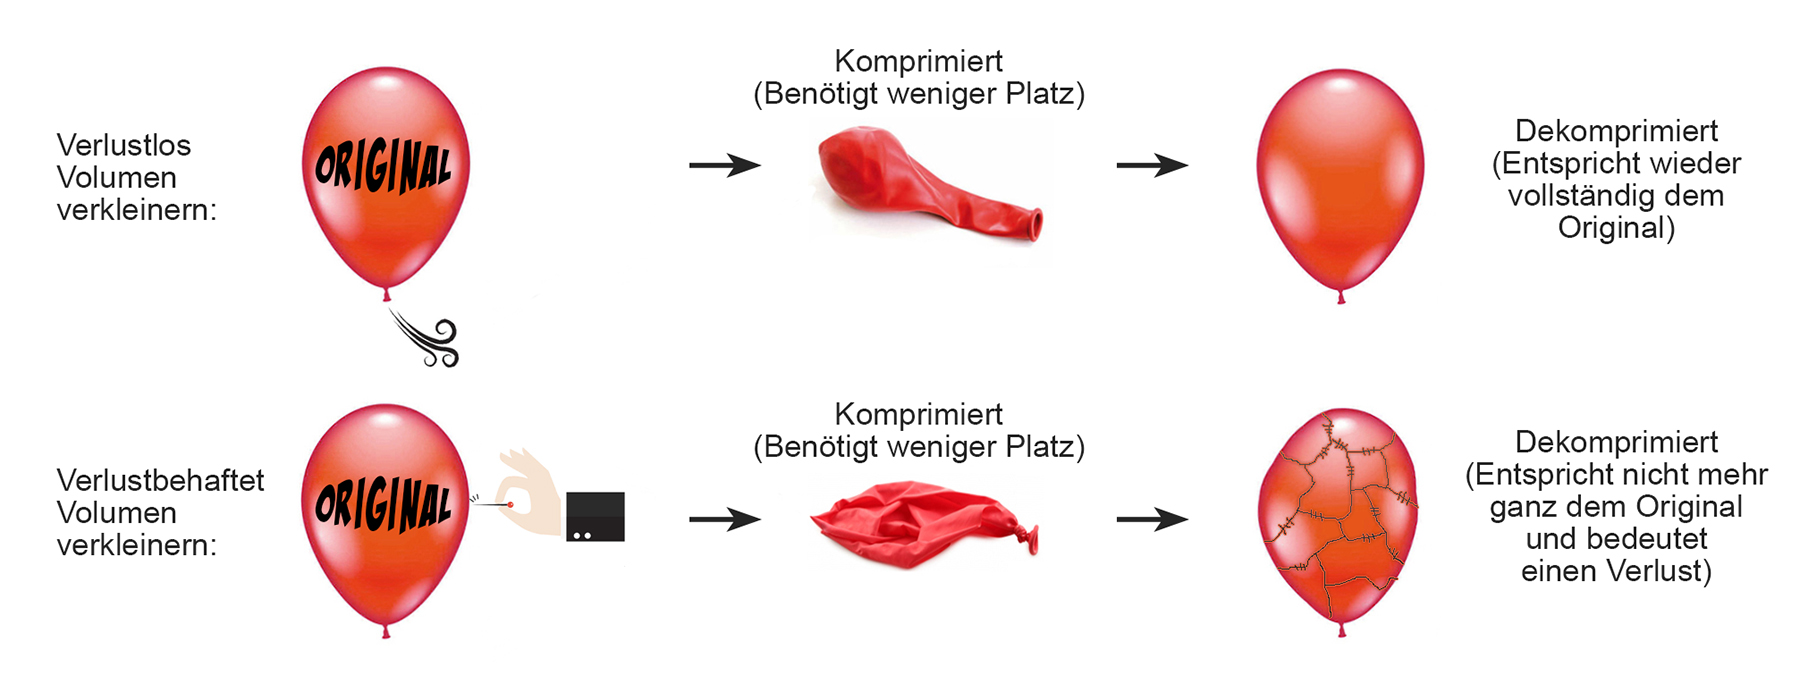 Verlustlos
Volumen
verkleinern:
ORIGINAL
Komprimiert
(Benötigt weniger Platz)
Dekomprimiert
(Entspricht wieder
vollständig dem
Original)
Verlustbehaftet
Volumen
verkleinern:
ORIGINAL
Komprimiert
(Benötigt weniger Platz)
Dekomprimiert
(Entspricht nicht mehr
ganz dem Original
und bedeutet
einen Verlust)